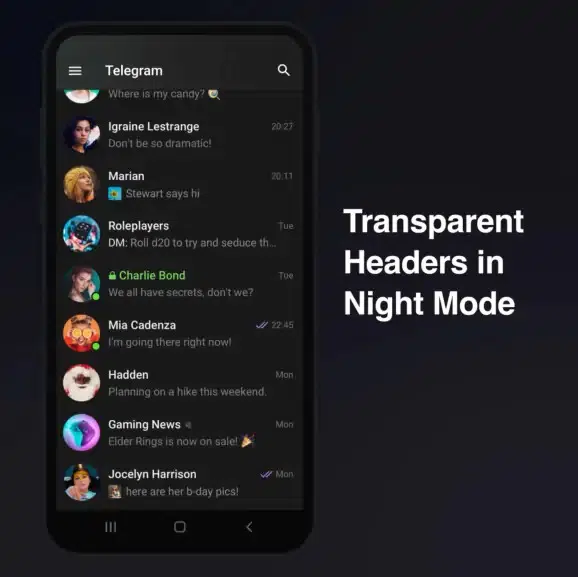 Telegram
Where is my candy?
Igraine Lestrange 20:27
Don't be so dramatic!
Marian 20:11
Stewart says hi
Roleplayers Tue
DM: Roll d20 to try and seduce th...
Charlie Bond Tue
We all have secrets, don't we?
Mia Cadenza 22:45
I'm going there right now!
Hadden Mon
Planning on a hike this weekend.
Gaming News Mon
Elder Rings is now on sale! 🎉
Jocelyn Harrison Mon
here are her b-day pics!
Transparent
Headers in
Night Mode